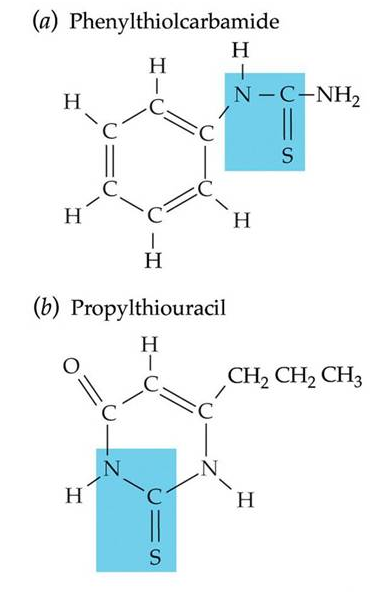 (a) Phenylthiolcarbamide
H
H
H
N – C – NH₂
C
C
C
S
C
C
H
C
H
H
(b) Propylthiouracil
H
O
CH₂ CH₂ CH₃
C
C
C
N
N
H
C
H
S